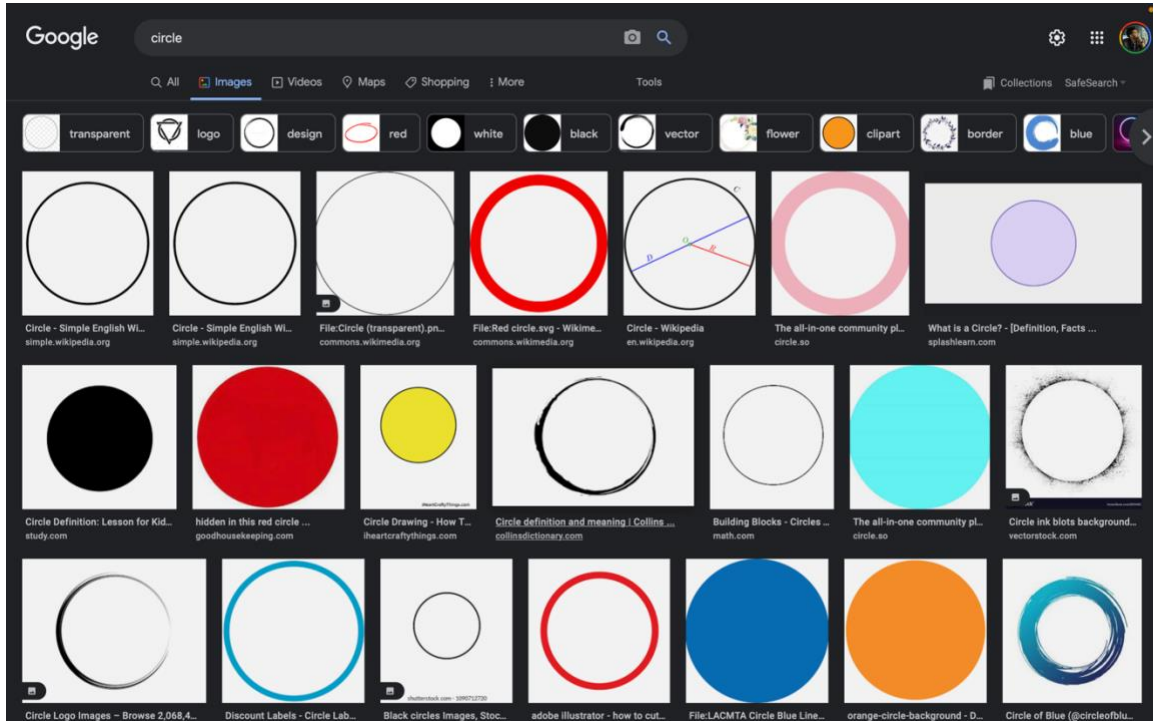 Google
circle
All Images Videos Maps Shopping More Tools Collections SafeSearch
transparent logo design red white black vector flower clipart border blue
C
D
R
Circle - Simple English Wi... Circle - Simple English Wi... File:Circle (transparent).pn... File:Red circle.svg - Wikime... Circle - Wikipedia The all-in-one community pl... What is a Circle? - [Definition, Facts ...
simple.wikipedia.org simple.wikipedia.org commons.wikimedia.org commons.wikimedia.org en.wikipedia.org circle.so splashlearn.com
iHeartCraftyThings.com
Circle Definition: Lesson for Kid... hidden in this red circle ... Circle Drawing - How T... Circle definition and meaning | Collins ... Building Blocks - Circles ... The all-in-one community pl... Circle ink blots background...
study.com goodhousekeeping.com iheartcraftythings.com collinsdictionary.com math.com circle.so vectorstock.com
shutterstock.com · 1090712720
Circle Logo Images – Browse 2,068,4... Discount Labels - Circle Lab... Black circles Images, Stoc... adobe illustrator - how to cut... File:LACMTA Circle Blue Line... orange-circle-background - D... Circle of Blue (@circleofblu...